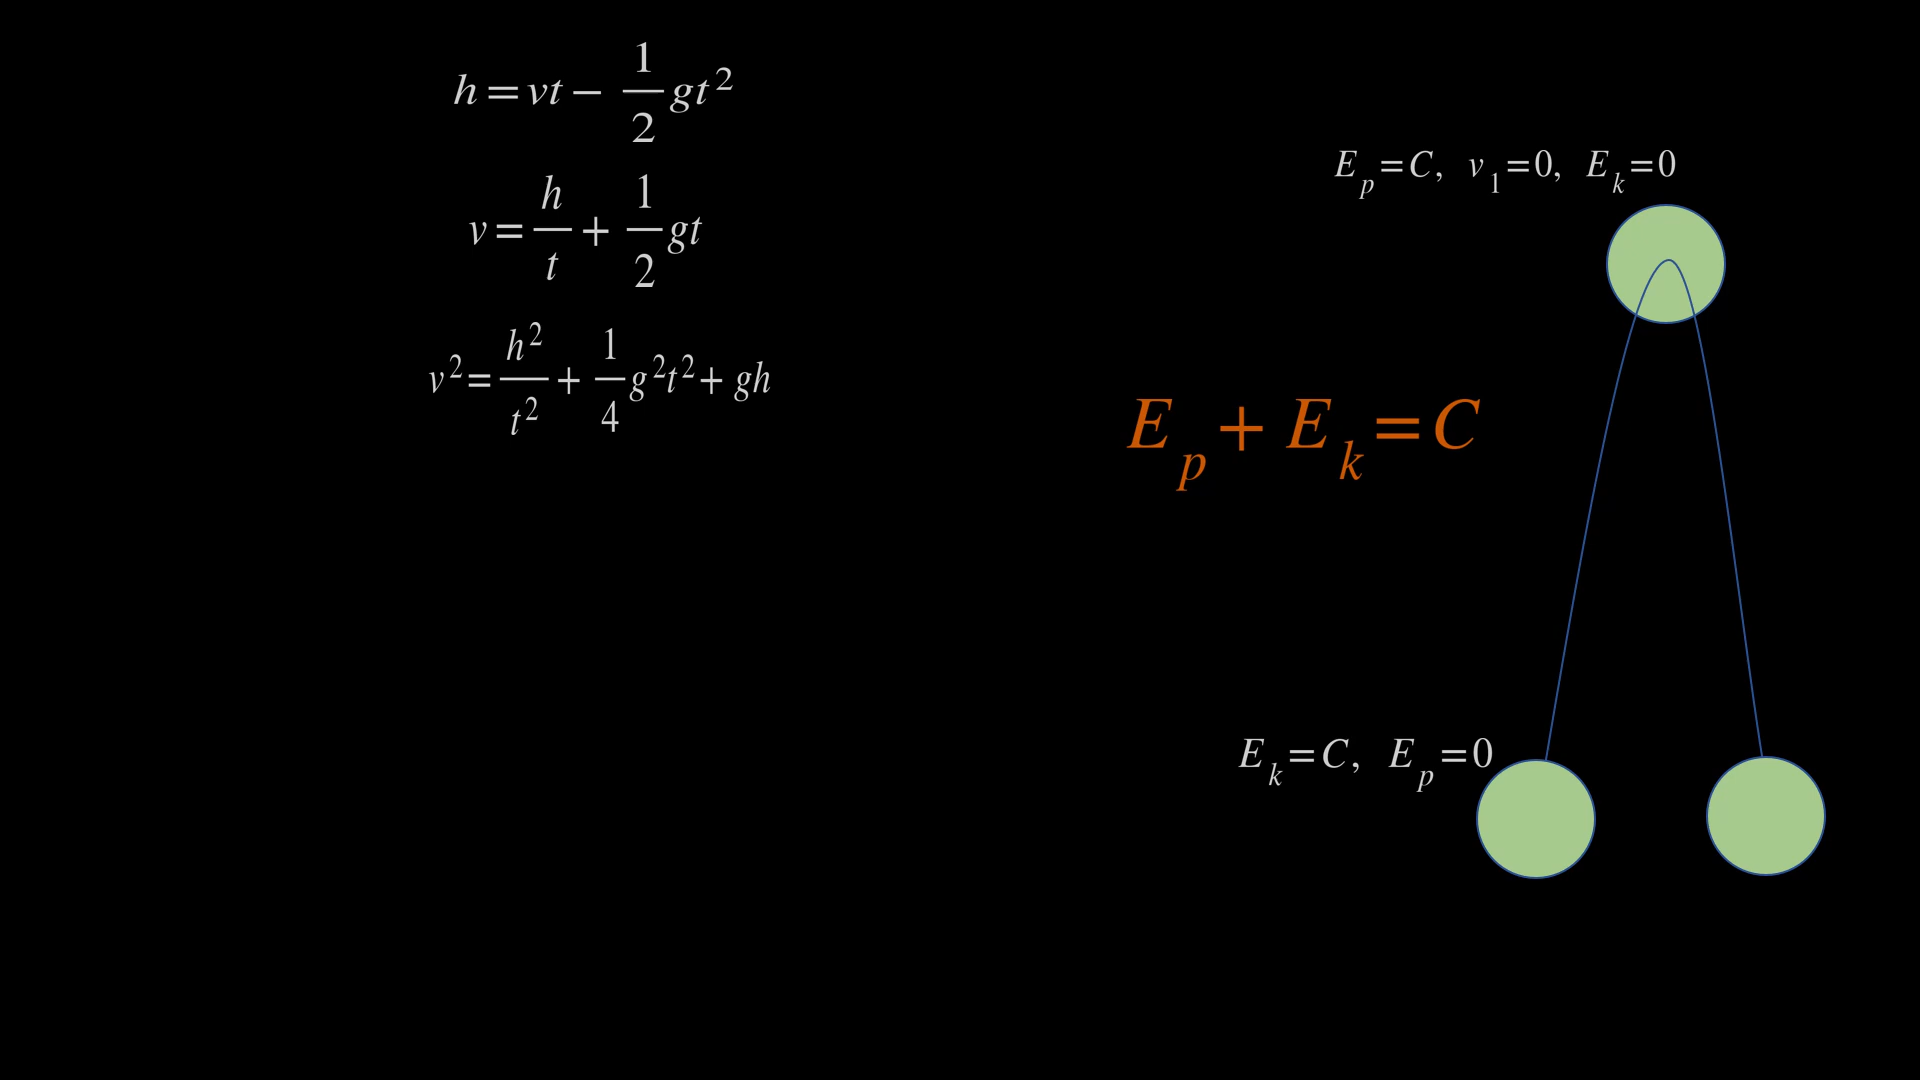 h = vt − 1/2 gt²
v = h/t + 1/2 gt
v² = h²/t² + 1/4 g²t² + gh
E_p = C, v_1 = 0, E_k = 0
E_p + E_k = C
E_k = C, E_p = 0